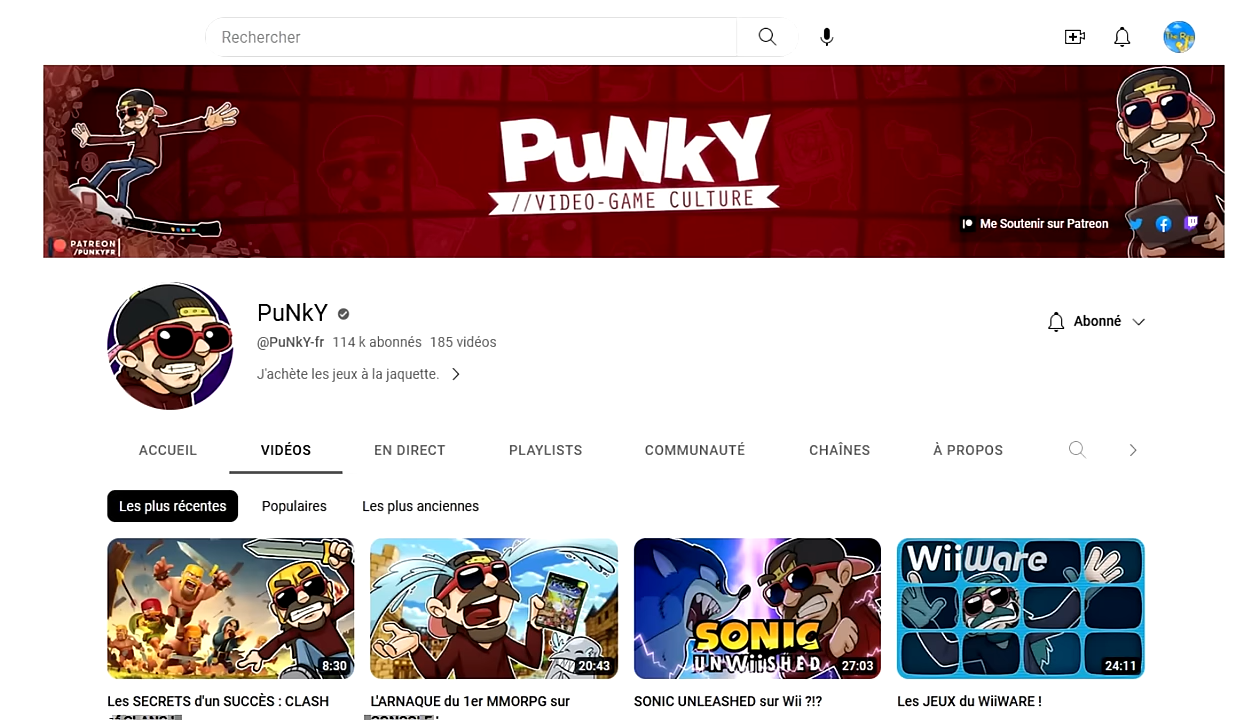 Rechercher
PuNkY
//VIDEO-GAME CULTURE
Me Soutenir sur Patreon
PATREON
/PUNKYFR
PuNkY
@PuNkY-fr 114 k abonnés 185 vidéos
Abonné
J'achète les jeux à la jaquette.
ACCUEIL VIDÉOS EN DIRECT PLAYLISTS COMMUNAUTÉ CHAÎNES À PROPOS
Les plus récentes Populaires Les plus anciennes
WiiWare
SONIC
UNWiiSHED
8:30 20:43 27:03 24:11
Les SECRETS d'un SUCCÈS : CLASH L'ARNAQUE du 1er MMORPG sur SONIC UNLEASHED sur Wii ?!? Les JEUX du WiiWARE !